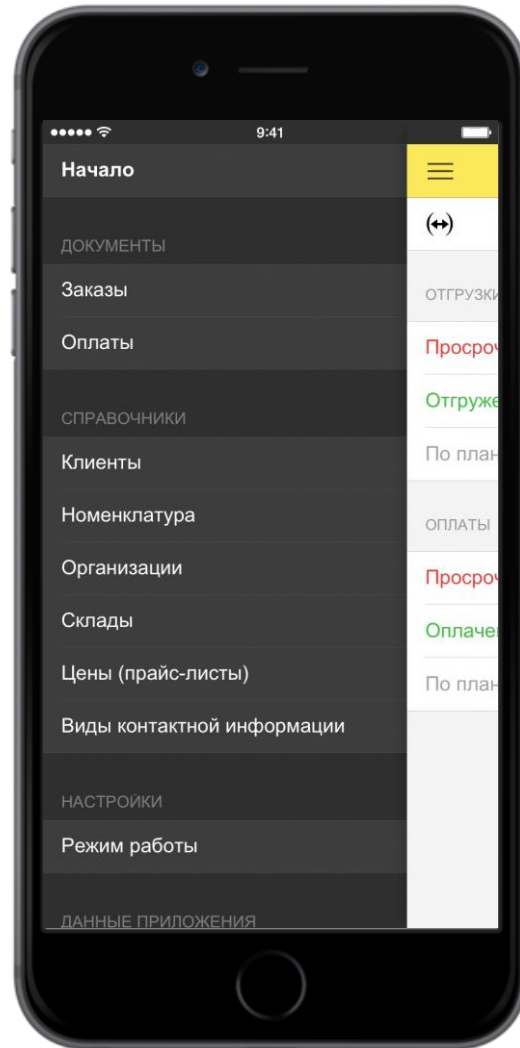 9:41
Начало
ДОКУМЕНТЫ
Заказы
Оплаты
СПРАВОЧНИКИ
Клиенты
Номенклатура
Организации
Склады
Цены (прайс-листы)
Виды контактной информации
НАСТРОЙКИ
Режим работы
ДАННЫЕ ПРИЛОЖЕНИЯ
ОТГРУЗКИ
Просроч
Отгруже
По план
ОПЛАТЫ
Просроч
Оплачен
По план